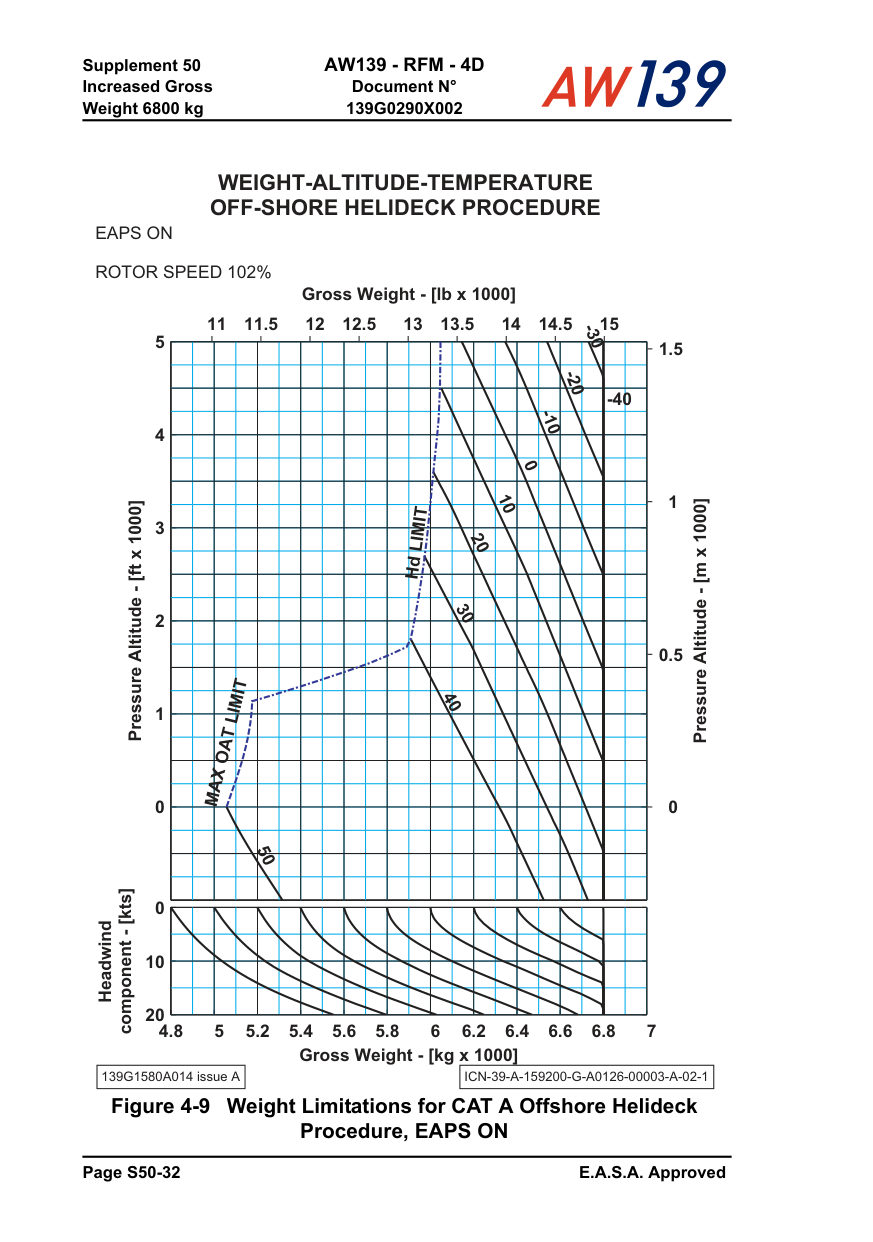 Supplement 50
Increased Gross
Weight 6800 kg
AW139 - RFM - 4D
Document N°
139G0290X002
AW139
WEIGHT-ALTITUDE-TEMPERATURE
OFF-SHORE HELIDECK PROCEDURE
EAPS ON
ROTOR SPEED 102%
Gross Weight - [lb x 1000]
11 11.5 12 12.5 13 13.5 14 14.5 15
5
4
3
2
1
0
Pressure Altitude - [ft x 1000]
1.5
1
0.5
0
Pressure Altitude - [m x 1000]
-30
-20
-40
-10
0
10
20
30
40
50
Hd LIMIT
MAX OAT LIMIT
Headwind
component - [kts]
0
10
20
4.8 5 5.2 5.4 5.6 5.8 6 6.2 6.4 6.6 6.8 7
Gross Weight - [kg x 1000]
139G1580A014 issue A
ICN-39-A-159200-G-A0126-00003-A-02-1
Figure 4-9 Weight Limitations for CAT A Offshore Helideck
Procedure, EAPS ON
Page S50-32
E.A.S.A. Approved